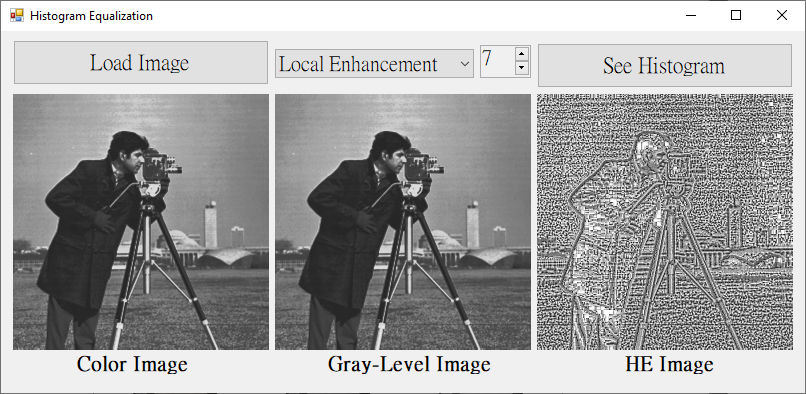 Histogram Equalization
Load Image
Local Enhancement
7
See Histogram
Color Image
Gray-Level Image
HE Image